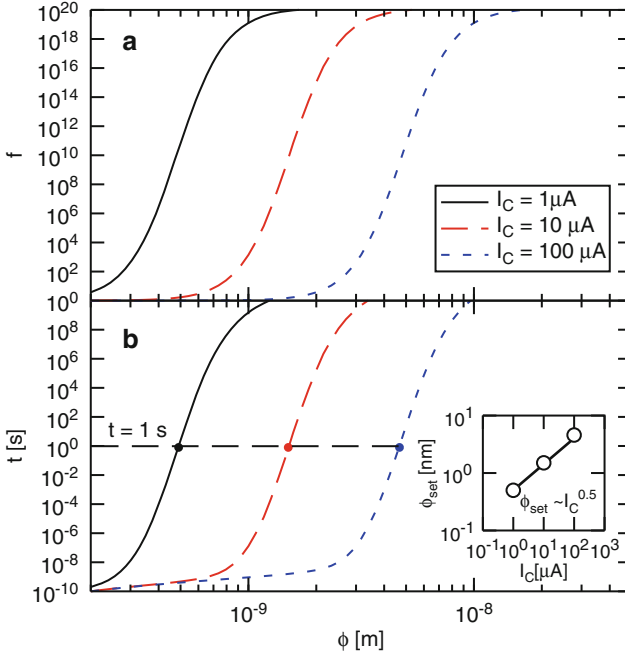 a
f
10^20
10^18
10^16
10^14
10^12
10^10
10^8
10^6
10^4
10^2
10^0
I_C = 1μA
I_C = 10 μA
I_C = 100 μA
b
t [s]
10^8
10^6
10^4
10^2
10^0
10^-2
10^-4
10^-6
10^-8
10^-10
t = 1 s
ϕ_set [nm]
10^1
10^0
10^-1
ϕ_set ~I_C^0.5
10^-1 10^0 10^1 10^2 10^3
I_C[μA]
10^-9 10^-8
ϕ [m]